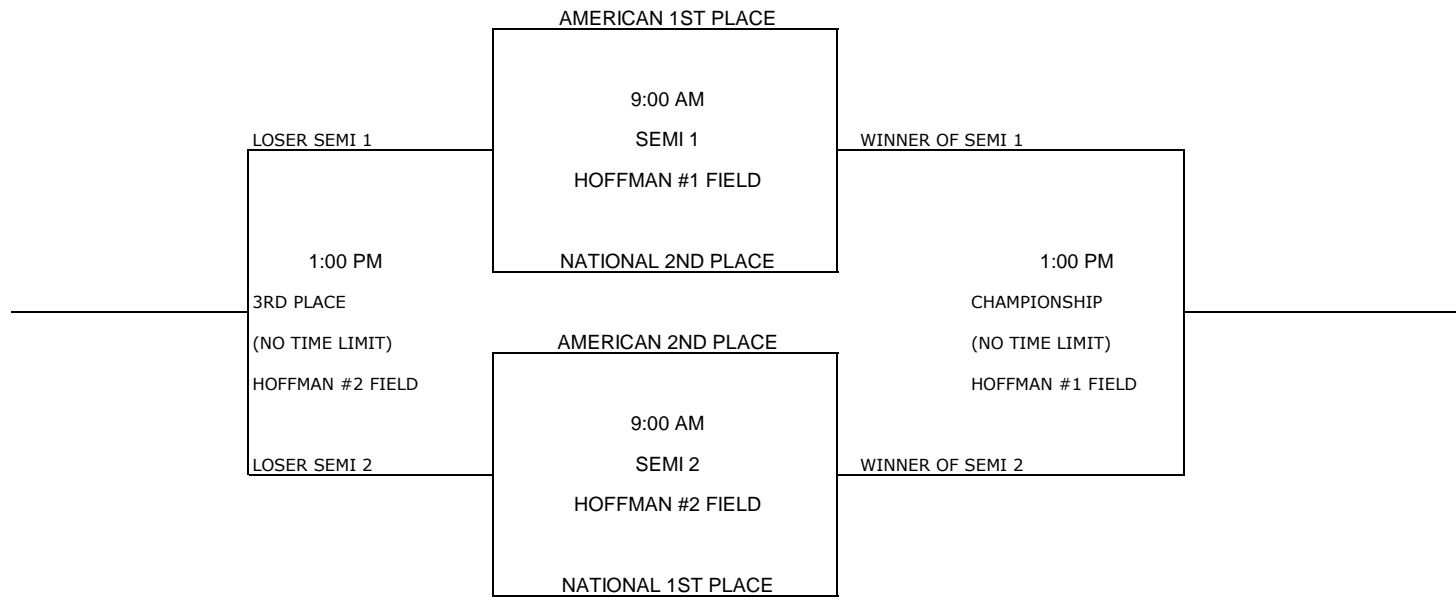 AMERICAN 1ST PLACE
9:00 AM
LOSER SEMI 1
SEMI 1
WINNER OF SEMI 1
HOFFMAN #1 FIELD
1:00 PM
NATIONAL 2ND PLACE
1:00 PM
3RD PLACE
CHAMPIONSHIP
(NO TIME LIMIT)
AMERICAN 2ND PLACE
(NO TIME LIMIT)
HOFFMAN #2 FIELD
HOFFMAN #1 FIELD
9:00 AM
LOSER SEMI 2
SEMI 2
WINNER OF SEMI 2
HOFFMAN #2 FIELD
NATIONAL 1ST PLACE